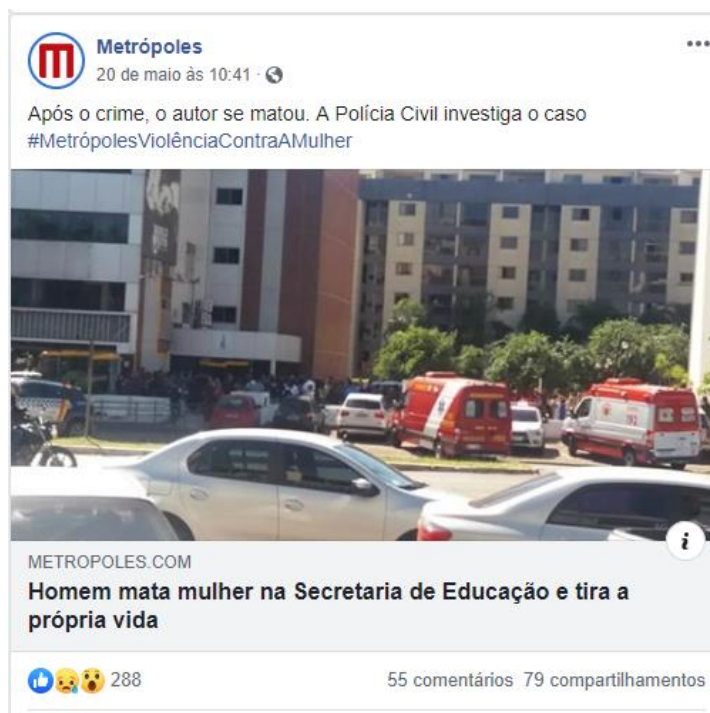 Metrópoles
20 de maio às 10:41 ·
Após o crime, o autor se matou. A Polícia Civil investiga o caso
#MetrópolesViolênciaContraAMulher
METROPOLES.COM
Homem mata mulher na Secretaria de Educação e tira a
própria vida
288
55 comentários 79 compartilhamentos